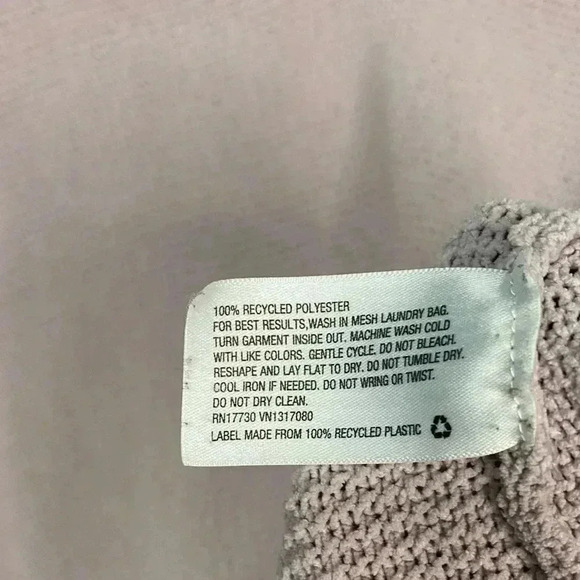 100% RECYCLED POLYESTER
FOR BEST RESULTS,WASH IN MESH LAUNDRY BAG.
TURN GARMENT INSIDE OUT. MACHINE WASH COLD
WITH LIKE COLORS. GENTLE CYCLE. DO NOT BLEACH.
RESHAPE AND LAY FLAT TO DRY. DO NOT TUMBLE DRY.
COOL IRON IF NEEDED. DO NOT WRING OR TWIST.
DO NOT DRY CLEAN.
RN17730 VN1317080
LABEL MADE FROM 100% RECYCLED PLASTIC